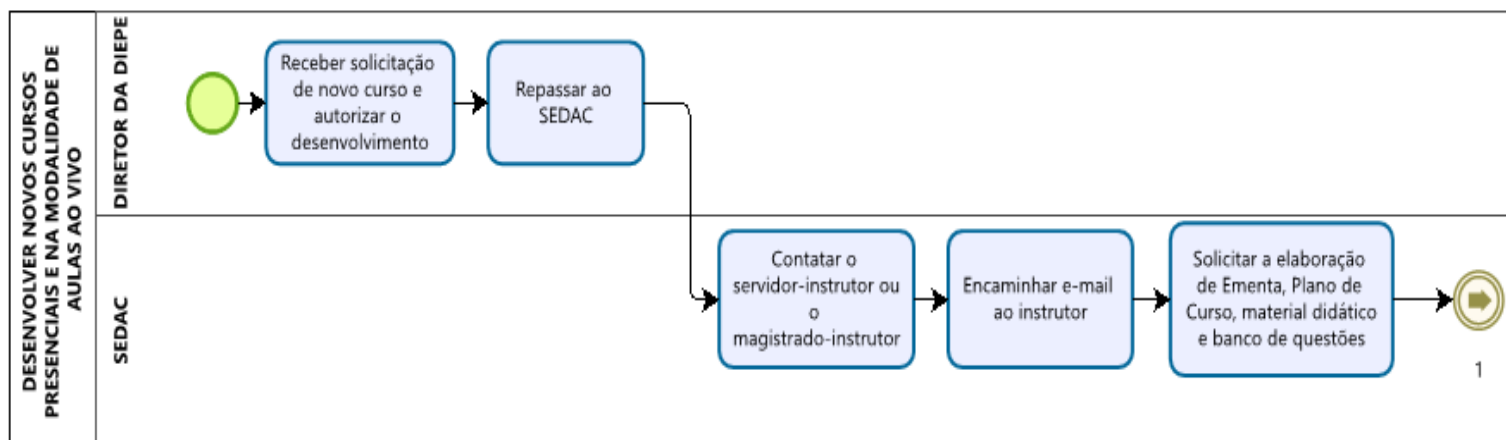 DESENVOLVER NOVOS CURSOS
PRESENCIAIS E NA MODALIDADE DE
AULAS AO VIVO
DIRETOR DA DIEPE
Receber solicitação
de novo curso e
autorizar o
desenvolvimento
Repassar ao
SEDAC
SEDAC
Contatar o
servidor-instrutor ou
o
magistrado-instrutor
Encaminhar e-mail
ao instrutor
Solicitar a elaboração
de Ementa, Plano de
Curso, material didático
e banco de questões
1